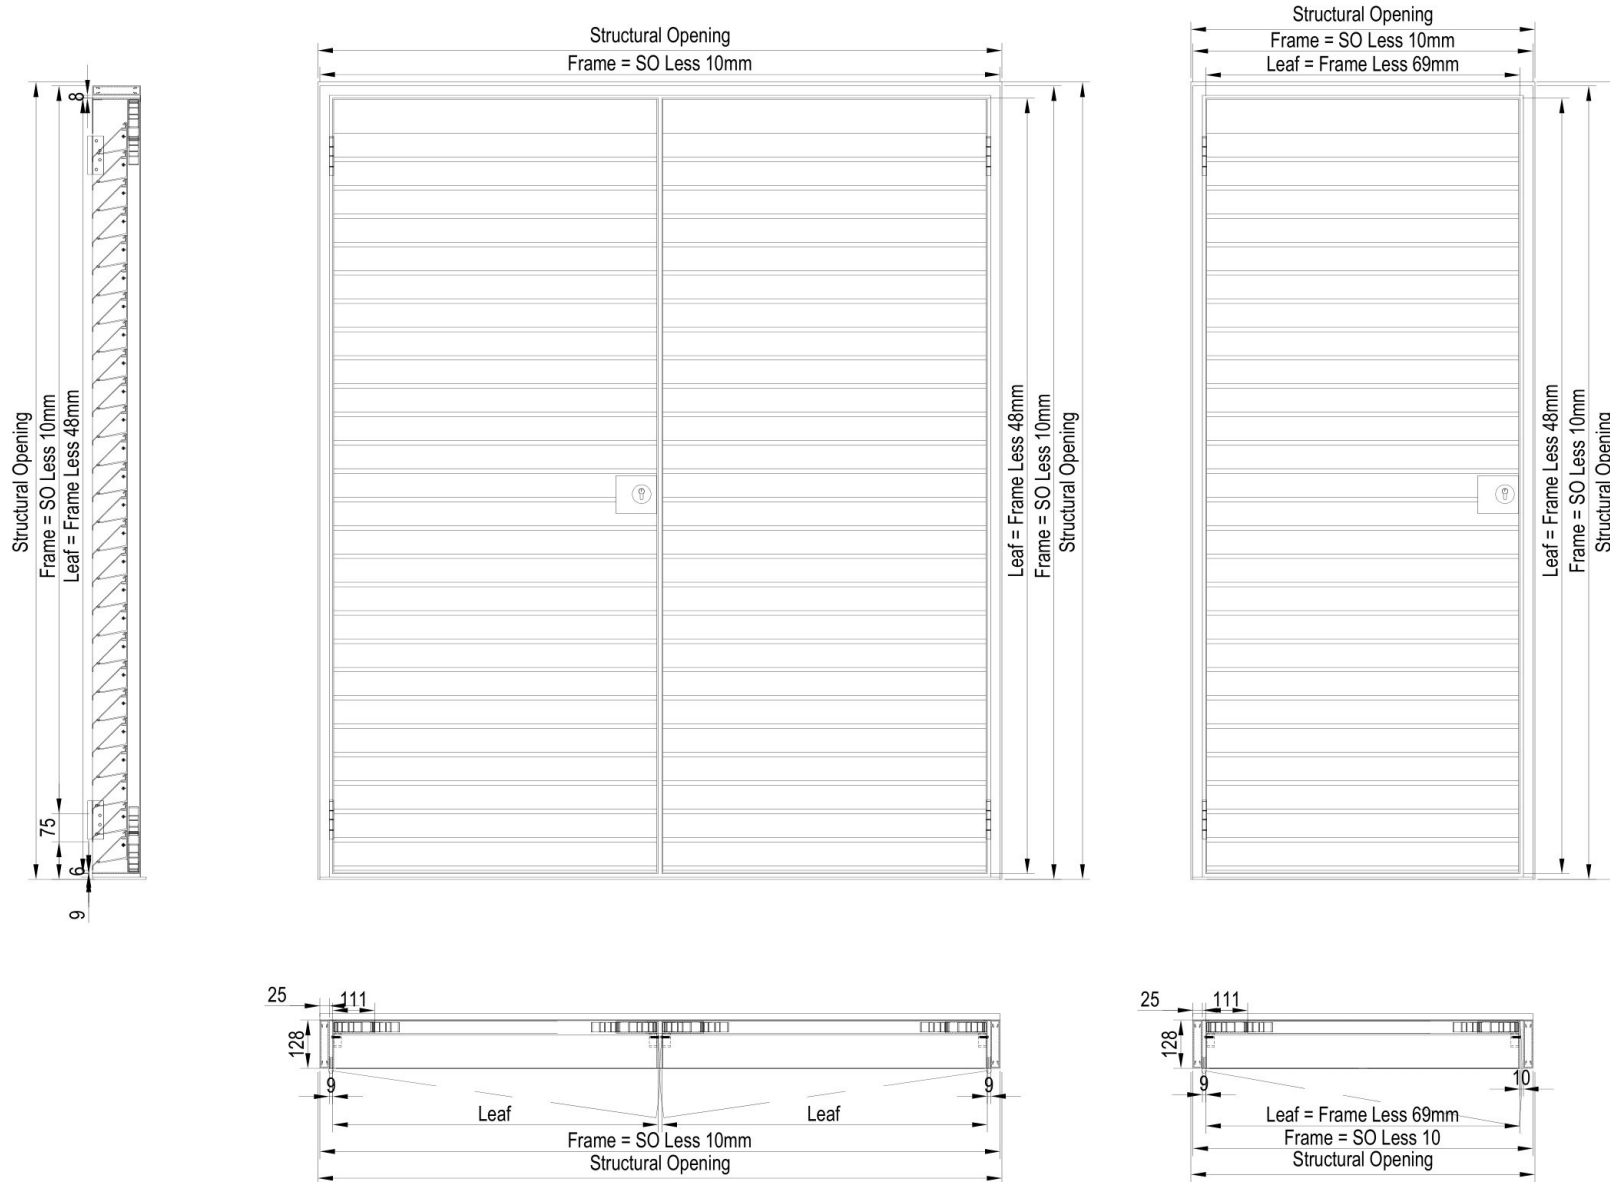 Structural Opening
Frame = SO Less 10mm
Structural Opening
Frame = SO Less 10mm
Leaf = Frame Less 69mm
8
Structural Opening
Frame = SO Less 10mm
Leaf = Frame Less 48mm
75
6
9
Leaf = Frame Less 48mm
Frame = SO Less 10mm
Structural Opening
Leaf = Frame Less 48mm
Frame = SO Less 10mm
Structural Opening
25
111
128
9
9
Leaf
Leaf
Frame = SO Less 10mm
Structural Opening
25
111
128
9
10
Leaf = Frame Less 69mm
Frame = SO Less 10
Structural Opening